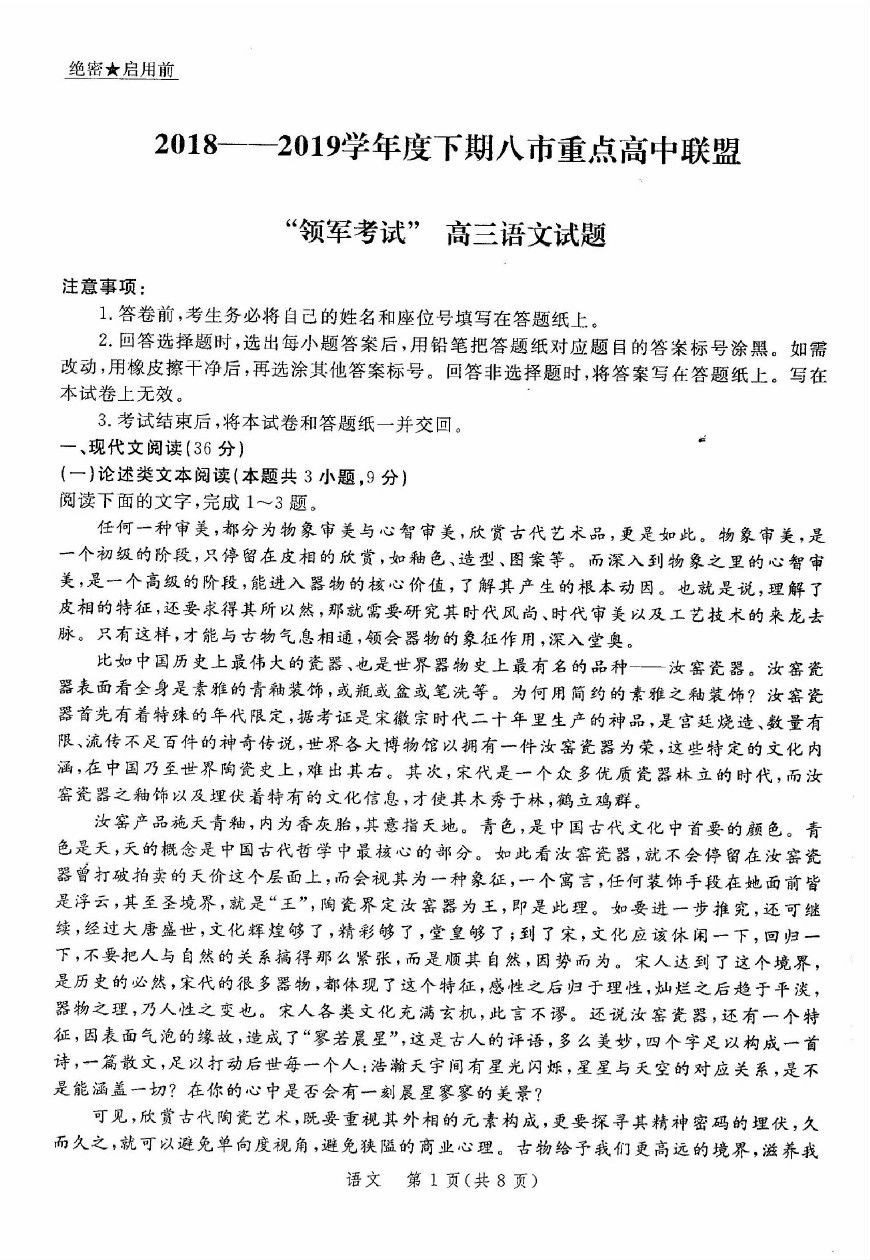 绝密★启用前
2018——2019学年度下期八市重点高中联盟
“领军考试” 高三语文试题
注意事项:
1.答卷前,考生务必将自己的姓名和座位号填写在答题纸上。
2.回答选择题时,选出每小题答案后,用铅笔把答题纸对应题目的答案标号涂黑。如需
改动,用橡皮擦干净后,再选涂其他答案标号。回答非选择题时,将答案写在答题纸上。写在
本试卷上无效。
3.考试结束后,将本试卷和答题纸一并交回。
一、现代文阅读(36分)
(一)论述类文本阅读(本题共3小题,9分)
阅读下面的文字,完成1～3题。
任何一种审美,都分为物象审美与心智审美,欣赏古代艺术品,更是如此。物象审美,是
一个初级的阶段,只停留在皮相的欣赏,如釉色、造型、图案等。而深入到物象之里的心智审
美,是一个高级的阶段,能进入器物的核心价值,了解其产生的根本动因。也就是说,理解了
皮相的特征,还要求得其所以然,那就需要研究其时代风尚、时代审美以及工艺技术的来龙去
脉。只有这样,才能与古物气息相通,领会器物的象征作用,深入堂奥。
比如中国历史上最伟大的瓷器、也是世界器物史上最有名的品种——汝窑瓷器。汝窑瓷
器表面看全身是素雅的青釉装饰,或瓶或盆或笔洗等。为何用简约的素雅之釉装饰?汝窑瓷
器首先有着特殊的年代限定,据考证是宋徽宗时代二十年里生产的神品,是宫廷烧造、数量有
限、流传不足百件的神奇传说,世界各大博物馆以拥有一件汝窑瓷器为荣,这些特定的文化内
涵,在中国乃至世界陶瓷史上,难出其右。其次,宋代是一个众多优质瓷器林立的时代,而汝
窑瓷器之釉饰以及埋伏着特有的文化信息,才使其木秀于林,鹤立鸡群。
汝窑产品施天青釉,内为香灰胎,其意指天地。青色,是中国古代文化中首要的颜色。青
色是天,天的概念是中国古代哲学中最核心的部分。如此看汝窑瓷器,就不会停留在汝窑瓷
器曾打破拍卖的天价这个层面上,而会视其为一种象征,一个寓言,任何装饰手段在她面前皆
是浮云,其至圣境界,就是“王”,陶瓷界定汝窑器为王,即是此理。如要进一步推究,还可继
续,经过大唐盛世,文化辉煌够了,精彩够了,堂皇够了;到了宋,文化应该休闲一下,回归一
下,不要把人与自然的关系搞得那么紧张,而是顺其自然,因势而为。宋人达到了这个境界,
是历史的必然,宋代的很多器物,都体现了这个特征,感性之后归于理性,灿烂之后趋于平淡,
器物之理,乃人性之变也。宋人各类文化充满玄机,此言不谬。还说汝窑瓷器,还有一个特
征,因表面气泡的缘故,造成了“寥若晨星”,这是古人的评语,多么美妙,四个字足以构成一首
诗,一篇散文,足以打动后世每一个人;浩瀚天宇间有星光闪烁,星星与天空的对应关系,是不
是能涵盖一切?在你的心中是否会有一刻晨星寥寥的美景?
可见,欣赏古代陶瓷艺术,既要重视其外相的元素构成,更要探寻其精神密码的埋伏,久
而久之,就可以避免单向度视角,避免狭隘的商业心理。古物给予我们更高远的境界,滋养我
语文 第1页(共8页)